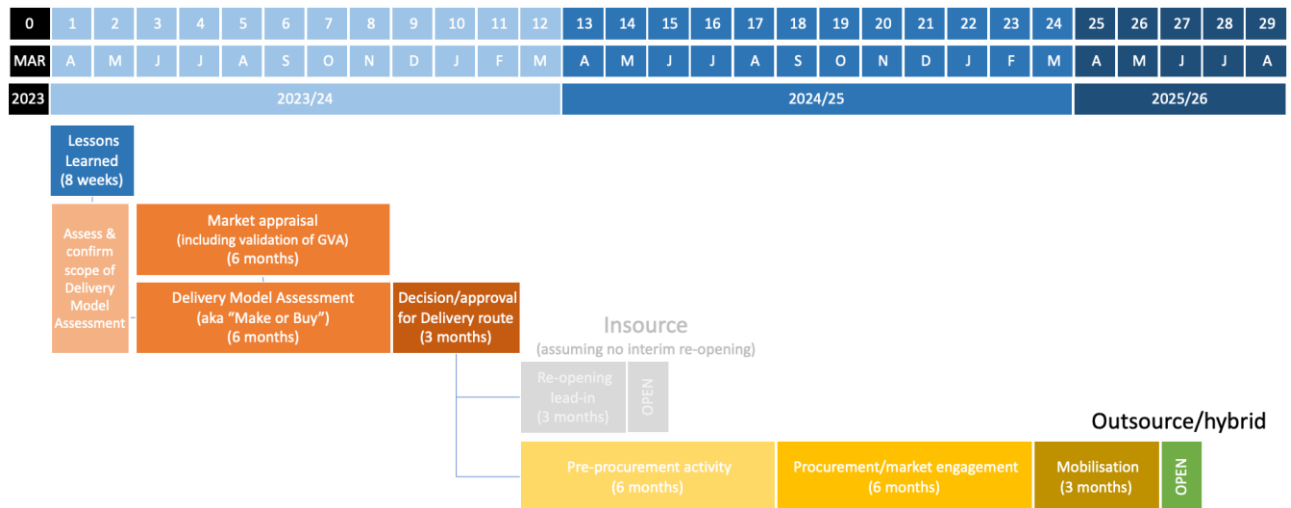 0 1 2 3 4 5 6 7 8 9 10 11 12 13 14 15 16 17 18 19 20 21 22 23 24 25 26 27 28 29
MAR A M J J A S O N D J F M A M J J A S O N D J F M A M J J A
2023 2023/24 2024/25 2025/26
Lessons
Learned
(8 weeks)
Assess &
confirm
scope of
Delivery
Model
Assessment
Market appraisal
(including validation of GVA)
(6 months)
Delivery Model Assessment
(aka “Make or Buy”)
(6 months)
Decision/approval
for Delivery route
(3 months)
Insource
(assuming no interim re-opening)
Re-opening
lead-in
(3 months)
OPEN
Outsource/hybrid
Pre-procurement activity
(6 months)
Procurement/market engagement
(6 months)
Mobilisation
(3 months)
OPEN